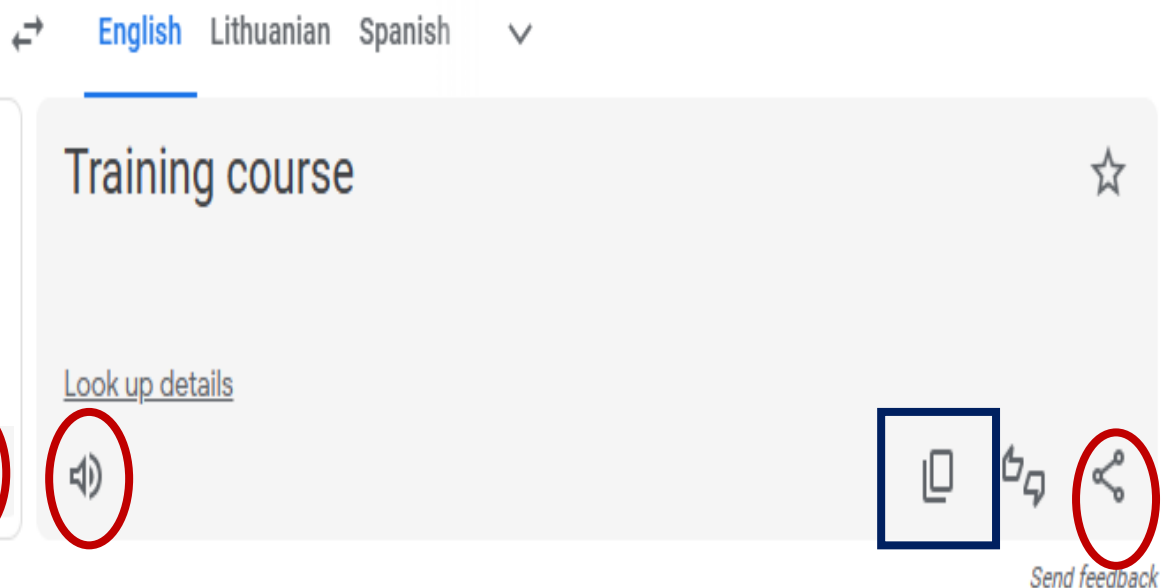 English Lithuanian Spanish
Training course
Look up details
Send feedback